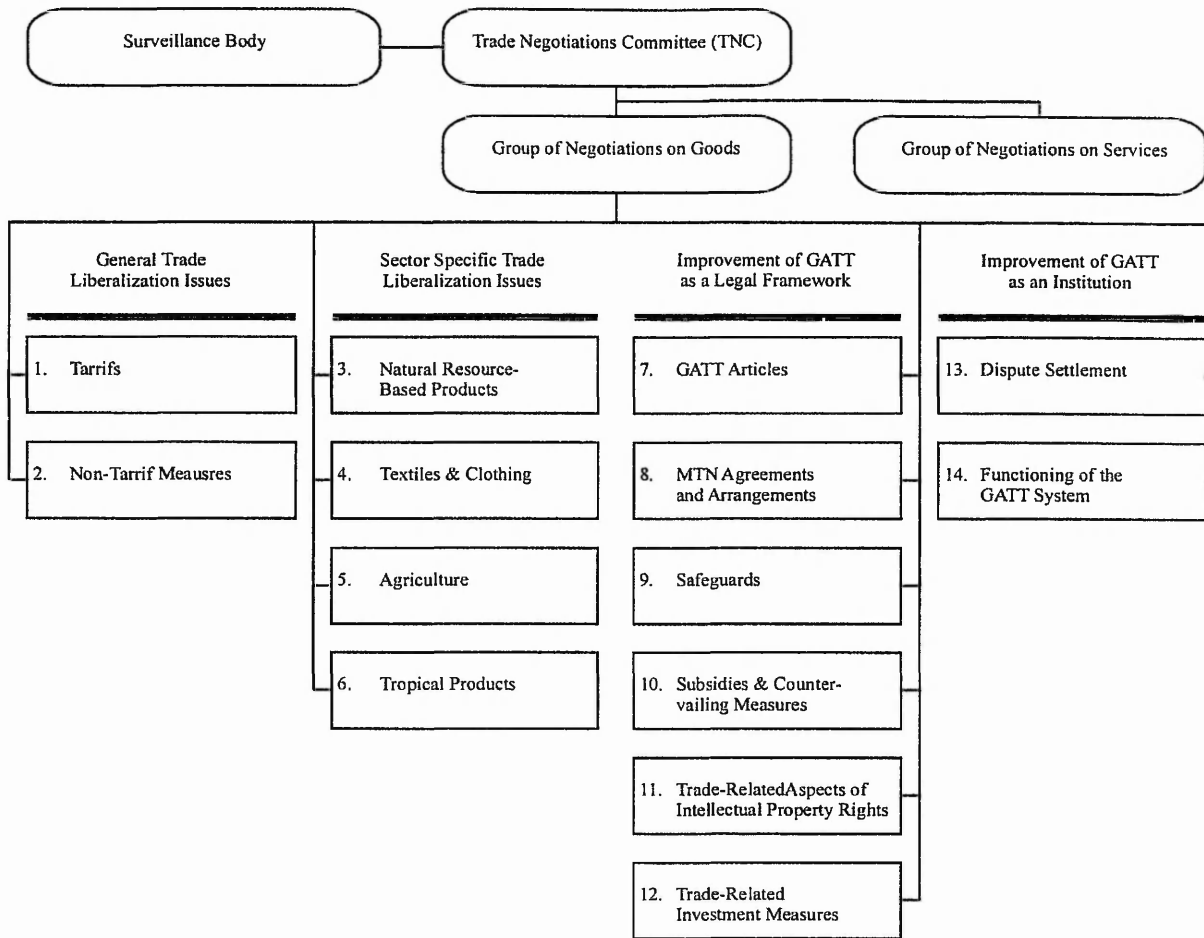 Surveillance Body
Trade Negotiations Committee (TNC)
Group of Negotiations on Goods
Group of Negotiations on Services
General Trade
Liberalization Issues
1. Tarrifs
2. Non-Tarrif Meausres
Sector Specific Trade
Liberalization Issues
3. Natural Resource-
Based Products
4. Textiles & Clothing
5. Agriculture
6. Tropical Products
Improvement of GATT
as a Legal Framework
7. GATT Articles
8. MTN Agreements
and Arrangements
9. Safeguards
10. Subsidies & Counter-
vailing Measures
11. Trade-RelatedAspects of
Intellectual Property Rights
12. Trade-Related
Investment Measures
Improvement of GATT
as an Institution
13. Dispute Settlement
14. Functioning of the
GATT System